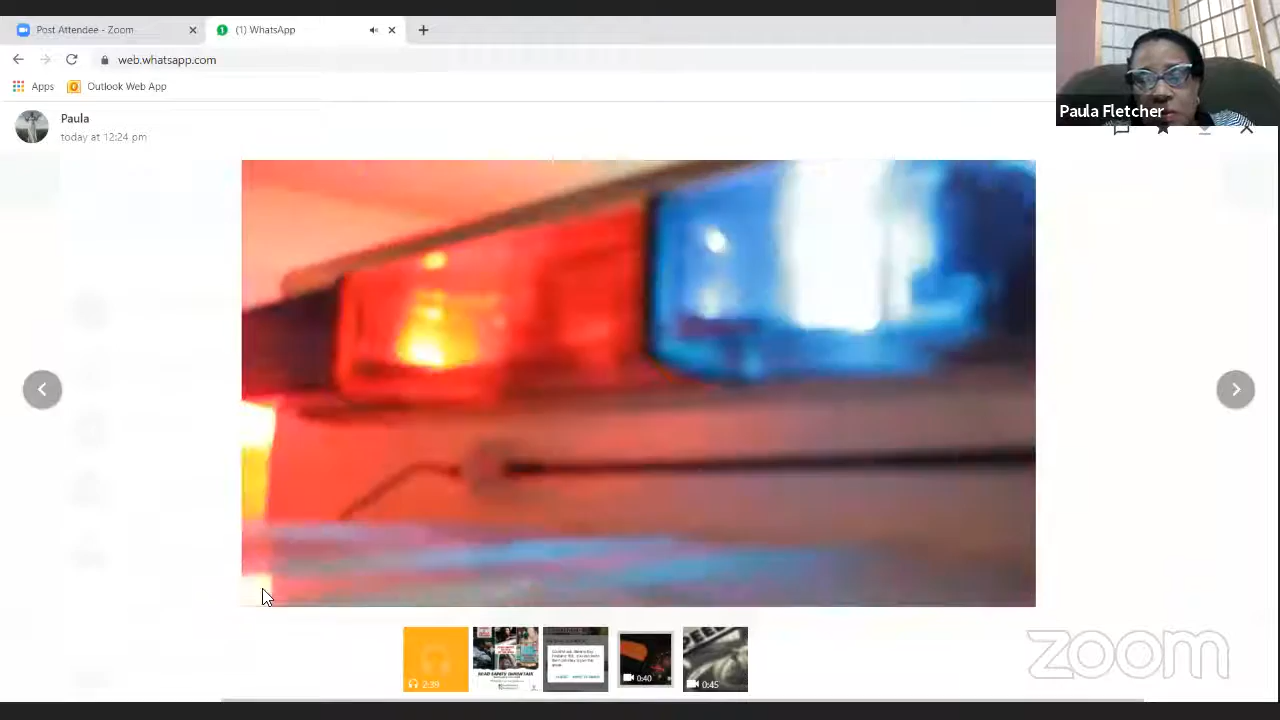 Post Attendee - Zoom
(1) WhatsApp
web.whatsapp.com
Apps
Outlook Web App
Paula
today at 12:24 pm
Paula Fletcher
2:39
0:40
0:45
zoom